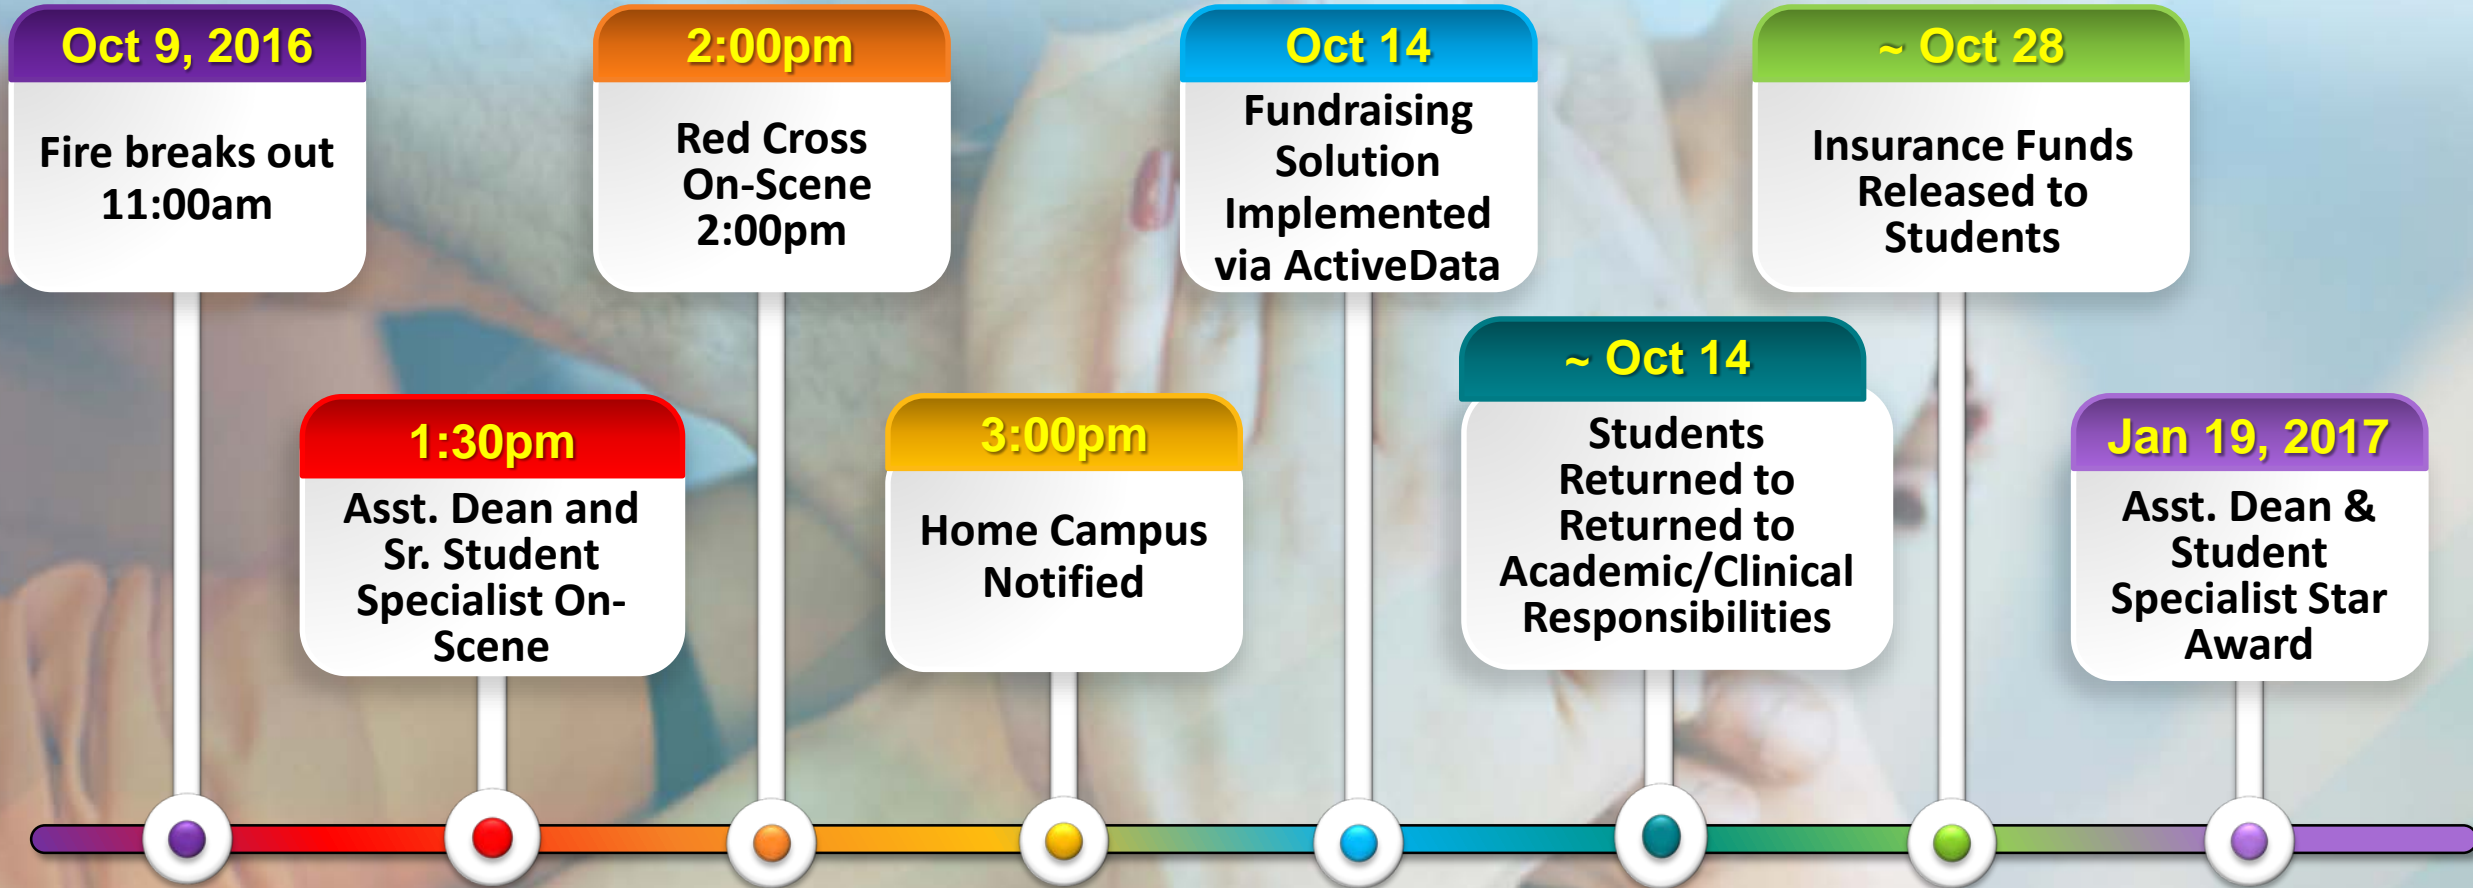 Oct 9, 2016
Fire breaks out
11:00am
1:30pm
Asst. Dean and
Sr. Student
Specialist On-
Scene
2:00pm
Red Cross
On-Scene
2:00pm
3:00pm
Home Campus
Notified
Oct 14
Fundraising
Solution
Implemented
via ActiveData
~ Oct 14
Students
Returned to
Returned to
Academic/Clinical
Responsibilities
~ Oct 28
Insurance Funds
Released to
Students
Jan 19, 2017
Asst. Dean &
Student
Specialist Star
Award